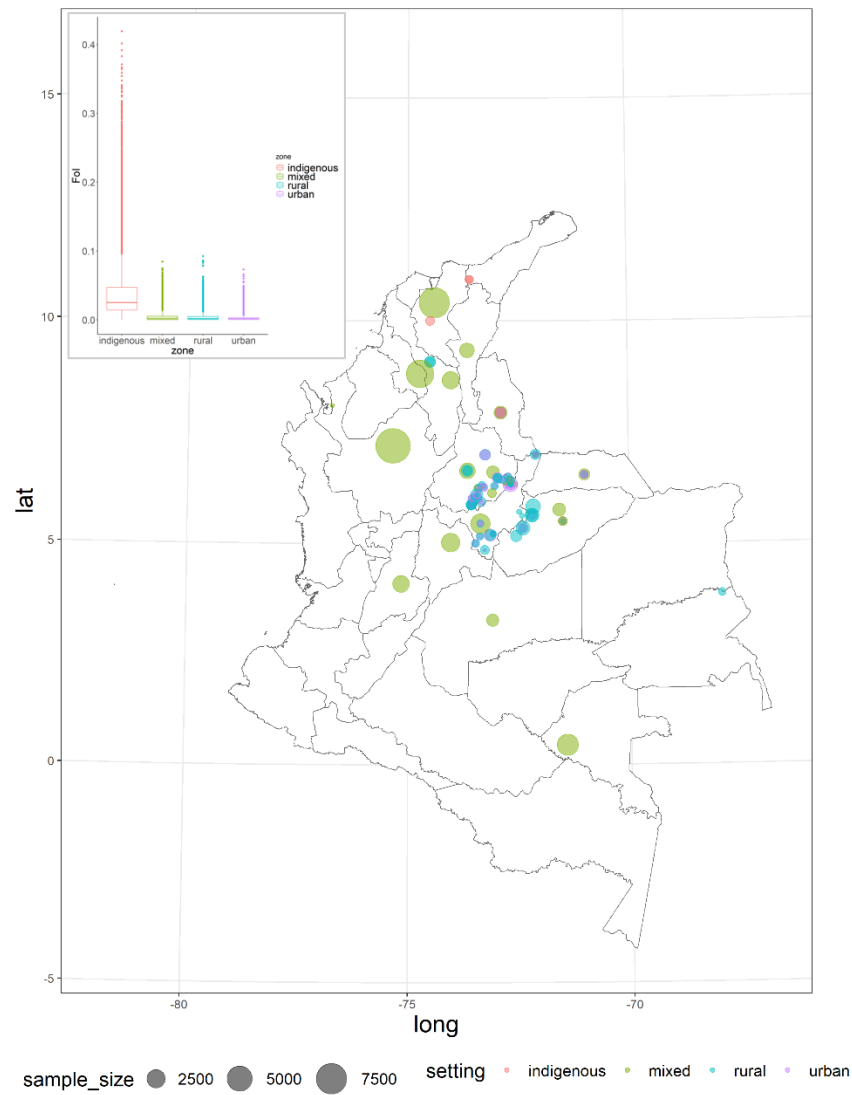 0.4
0.3
0.2
0.1
0.0
FoI
indigenous mixed rural urban
zone
zone
indigenous
mixed
rural
urban
15
10
5
0
-5
lat
-80 -75 -70
long
sample_size 2500 5000 7500 setting indigenous mixed rural urban